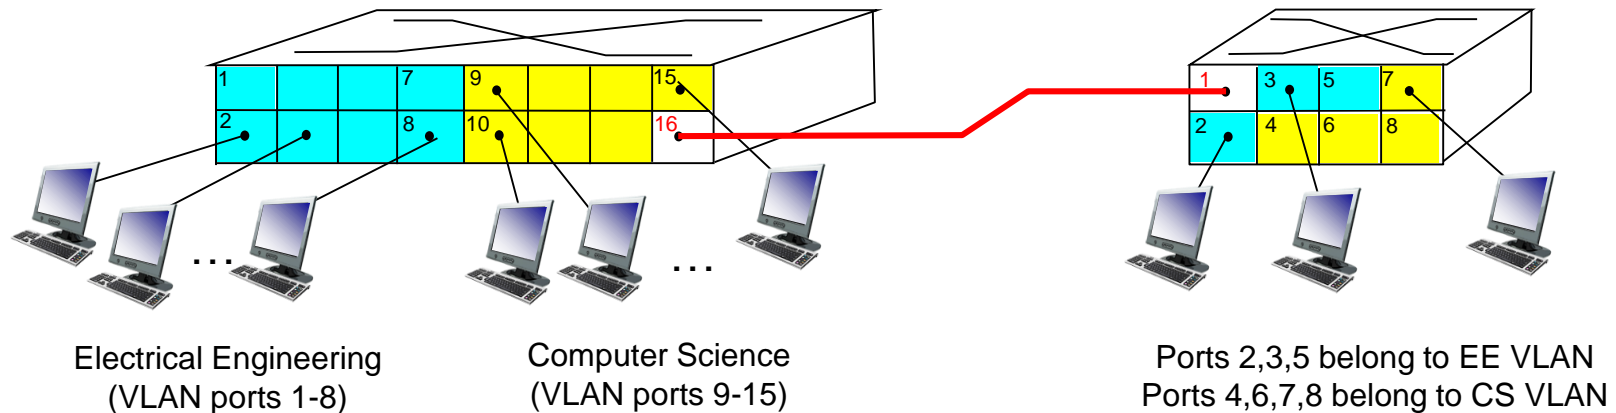 1 7 9 15
2 8 10 16
1 3 5 7
2 4 6 8
... ...
Electrical Engineering
(VLAN ports 1-8)
Computer Science
(VLAN ports 9-15)
Ports 2,3,5 belong to EE VLAN
Ports 4,6,7,8 belong to CS VLAN